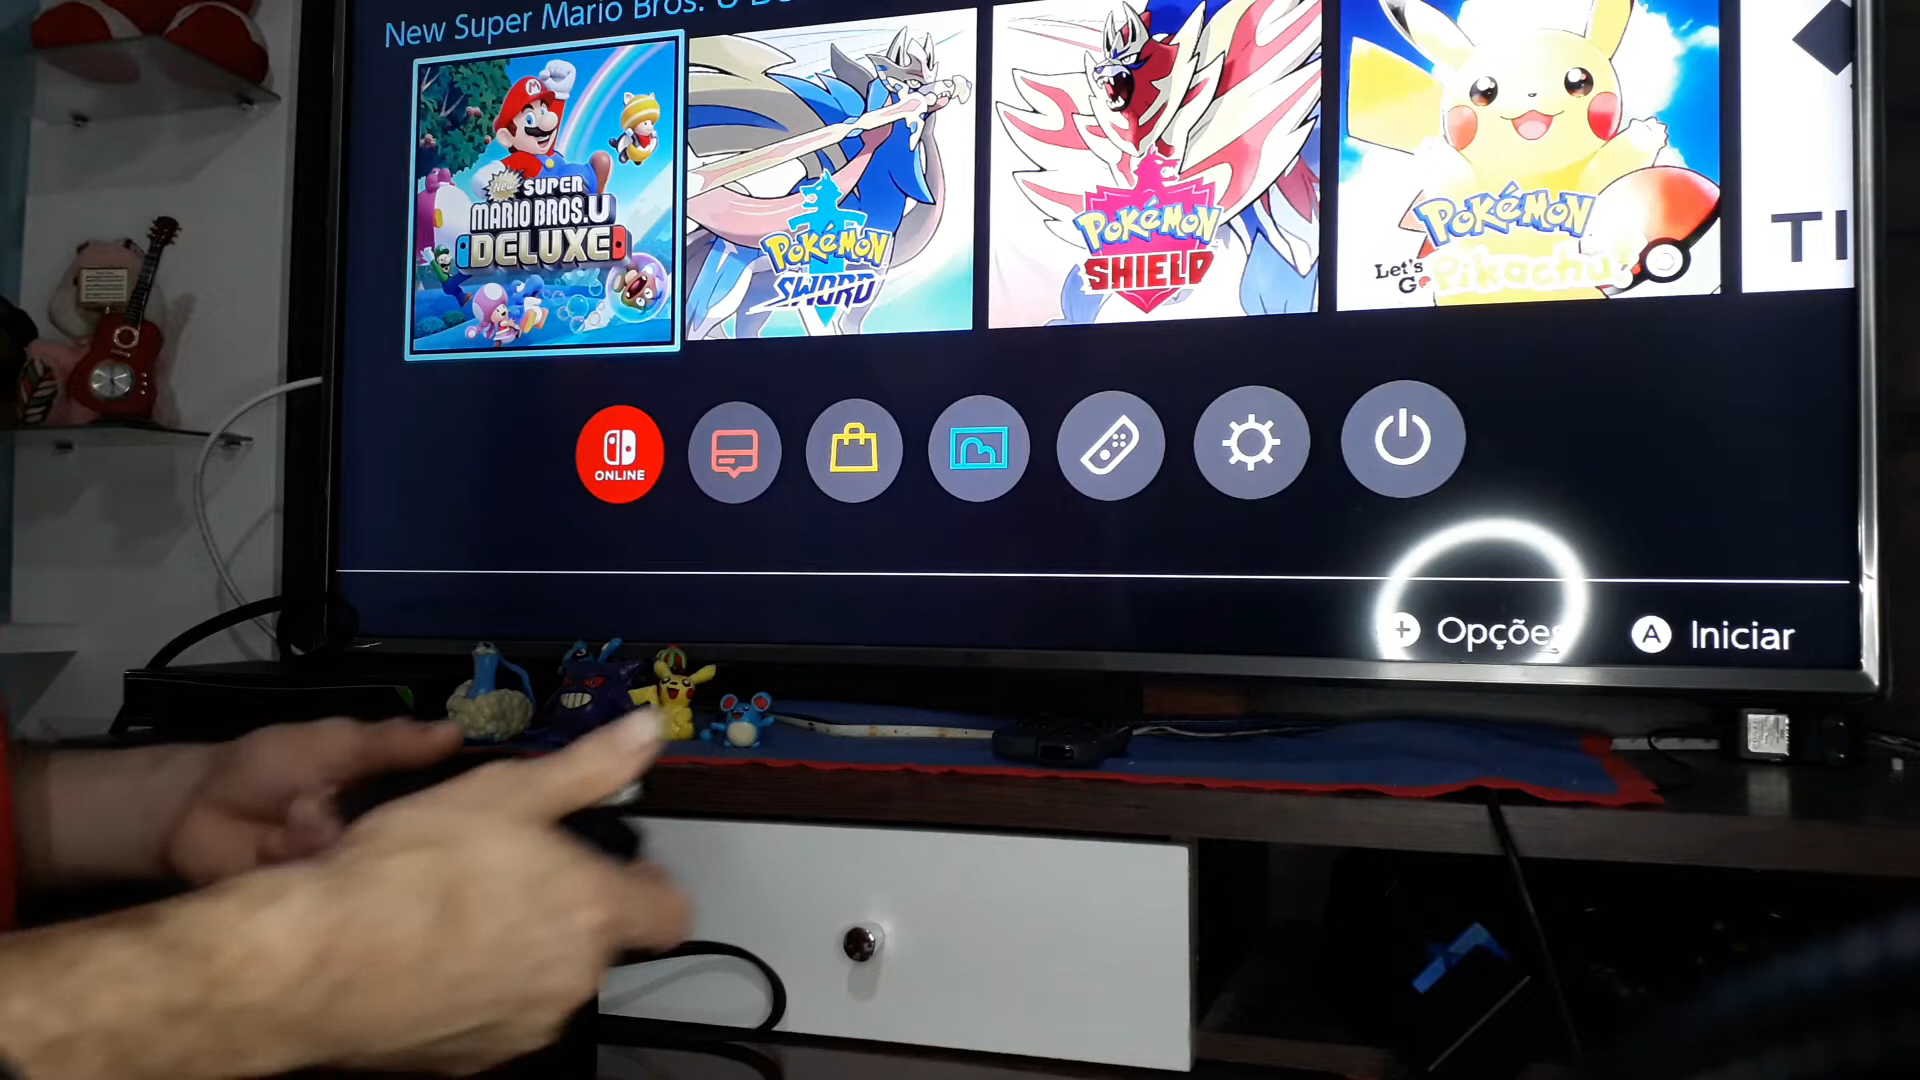 New Super Mario Bros. U
New SUPER
MARIO BROS.U
DELUXE
POKÉMON
SWORD
POKÉMON
SHIELD
POKÉMON
Let's
Go
Pikachu!
ONLINE
+ Opções
A Iniciar